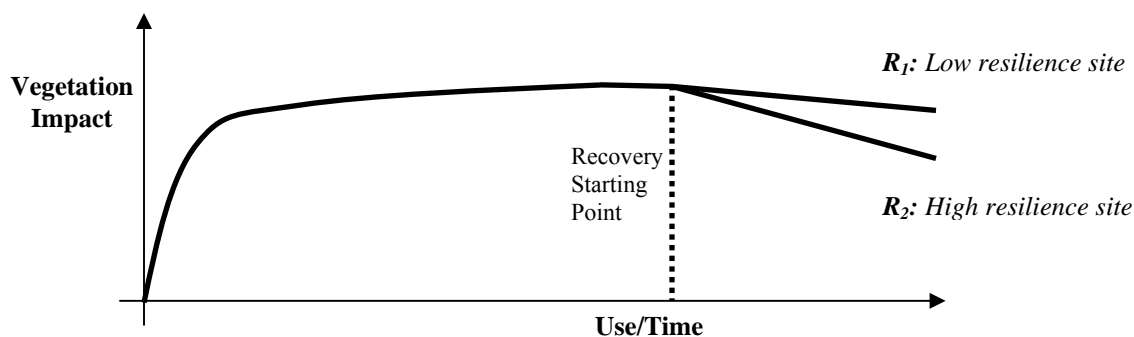 R1: Low resilience site
Vegetation
Impact
Recovery
Starting
Point
R2: High resilience site
Use/Time